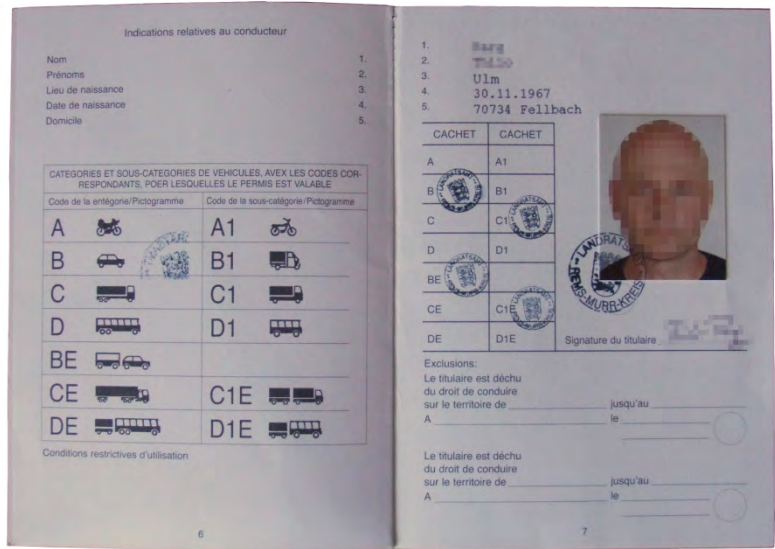 Indications relatives au conducteur
Nom 1.
Prénoms 2.
Lieu de naissance 3.
Date de naissance 4.
Domicile 5.
CATEGORIES ET SOUS-CATEGORIES DE VEHICULES, AVEX LES CODES COR-
RESPONDANTS, POER LESQUELLES LE PERMIS EST VALABLE
Code de la entégorie/Pictogramme Code de la sous-catégorie/Pictogramme
A A1
B B1
C C1
D D1
BE
CE C1E
DE D1E
Conditions restrictives d'utilisation
6
1.
2.
3. Ulm
4. 30.11.1967
5. 70734 Fellbach
CACHET CACHET
A A1
B B1
C C1
D D1
BE
CE C1E
DE D1E
LANDRATSAMT
REMS-MURR-KREIS
Signature du titulaire
Exclusions:
Le titulaire est déchu
du droit de conduire
sur le territoire de jusqu'au
A le
Le titulaire est déchu
du droit de conduire
sur le territoire de jusqu'au
A le
7